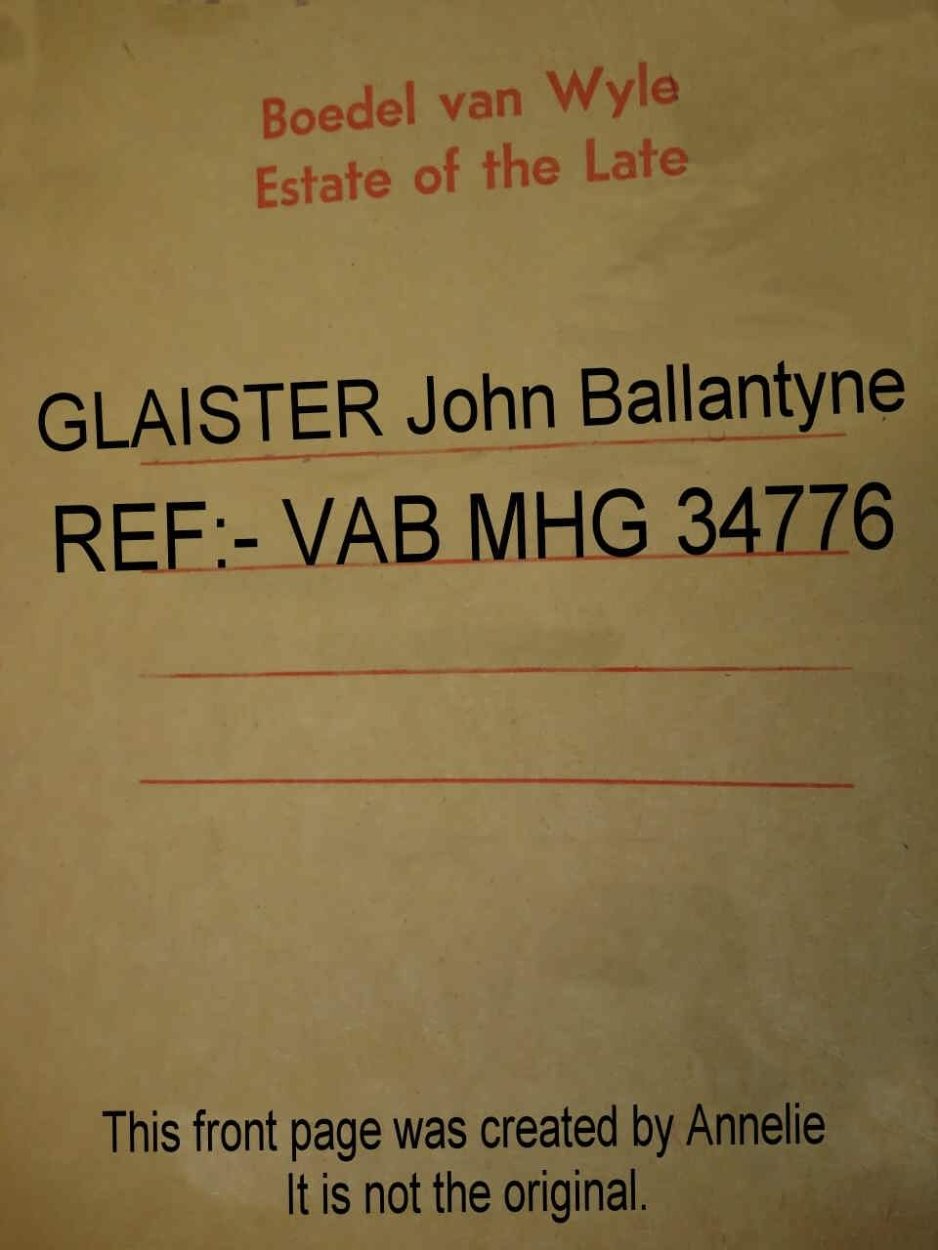 Boedel van Wyle
Estate of the Late
GLAISTER John Ballantyne
REF:- VAB MHG 34776
This front page was created by Annelie
It is not the original.